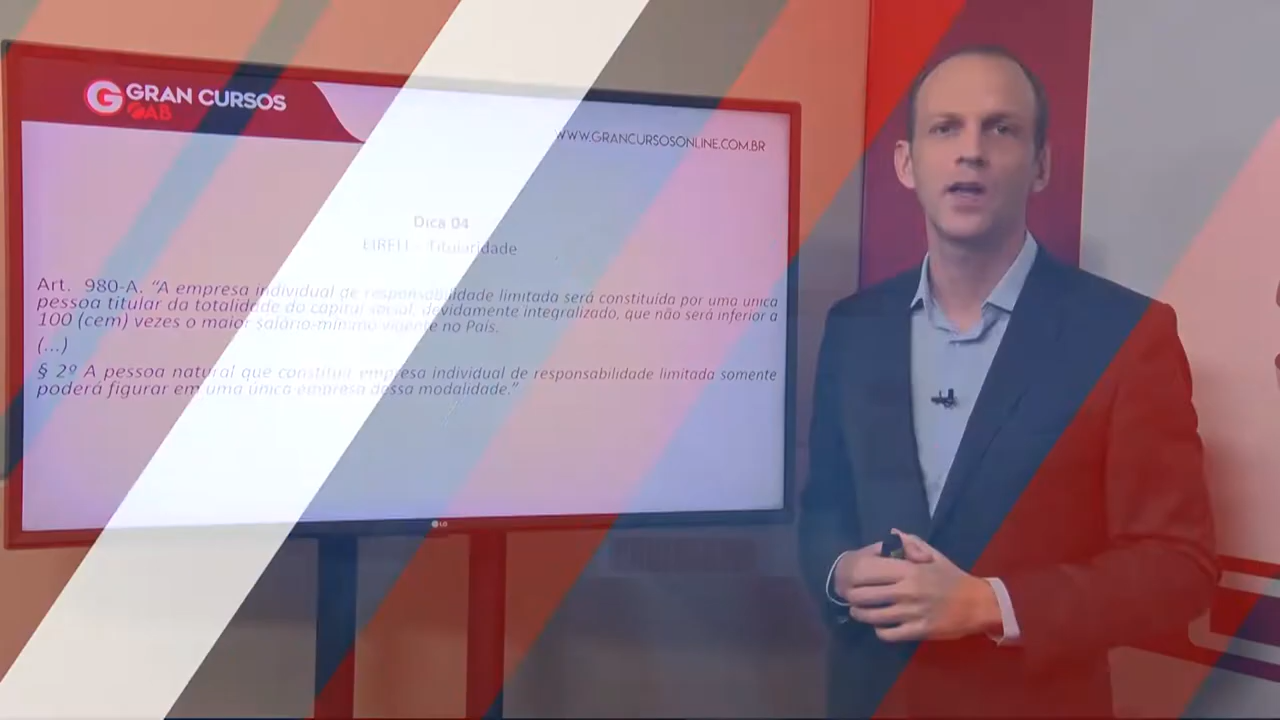 GRAN CURSOS
OAB
WWW.GRANCURSOSONLINE.COM.BR
Dica 04
EIRELI - Titularidade
Art. 980-A. “A empresa individual de responsabilidade limitada será constituída por uma única
pessoa titular da totalidade do capital social, devidamente integralizado, que não será inferior a
100 (cem) vezes o maior salário-mínimo vigente no País.
(...)
§ 2º A pessoa natural que constituir empresa individual de responsabilidade limitada somente
poderá figurar em uma única empresa dessa modalidade.”
LG